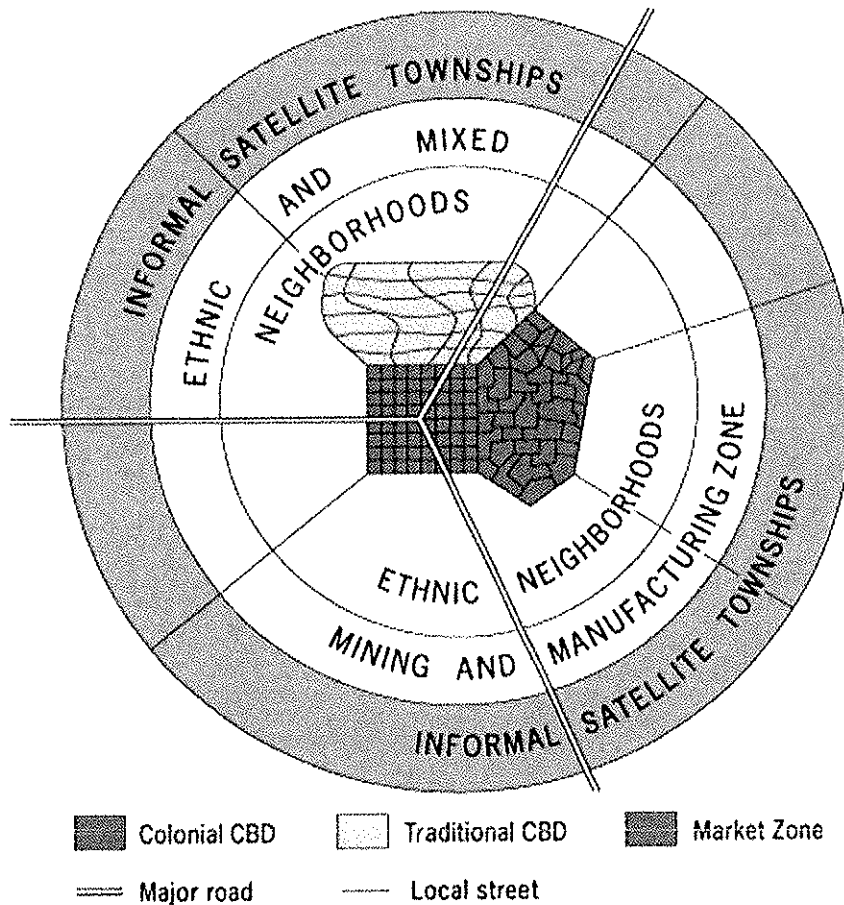 INFORMAL SATELLITE TOWNSHIPS
ETHNIC AND MIXED
NEIGHBORHOODS
ETHNIC NEIGHBORHOODS
MINING AND MANUFACTURING ZONE
INFORMAL SATELLITE TOWNSHIPS
Colonial CBD
Traditional CBD
Market Zone
Major road
Local street